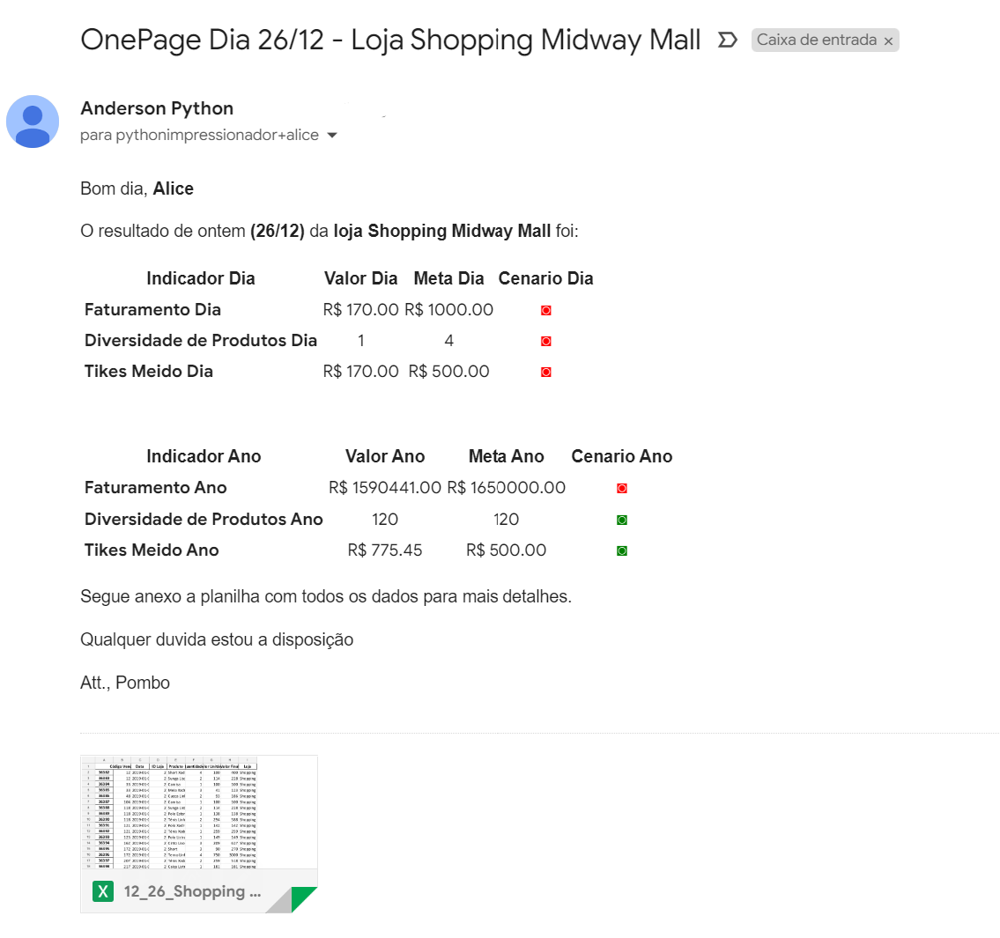 OnePage Dia 26/12 - Loja Shopping Midway Mall Caixa de entrada ×
Anderson Python
para pythonimpressionador+alice
Bom dia, Alice
O resultado de ontem (26/12) da loja Shopping Midway Mall foi:
Indicador Dia Valor Dia Meta Dia Cenario Dia
Faturamento Dia R$ 170.00 R$ 1000.00
Diversidade de Produtos Dia 1 4
Tikes Meido Dia R$ 170.00 R$ 500.00
Indicador Ano Valor Ano Meta Ano Cenario Ano
Faturamento Ano R$ 1590441.00 R$ 1650000.00
Diversidade de Produtos Ano 120 120
Tikes Meido Ano R$ 775.45 R$ 500.00
Segue anexo a planilha com todos os dados para mais detalhes.
Qualquer duvida estou a disposição
Att., Pombo
X 12_26_Shopping ...